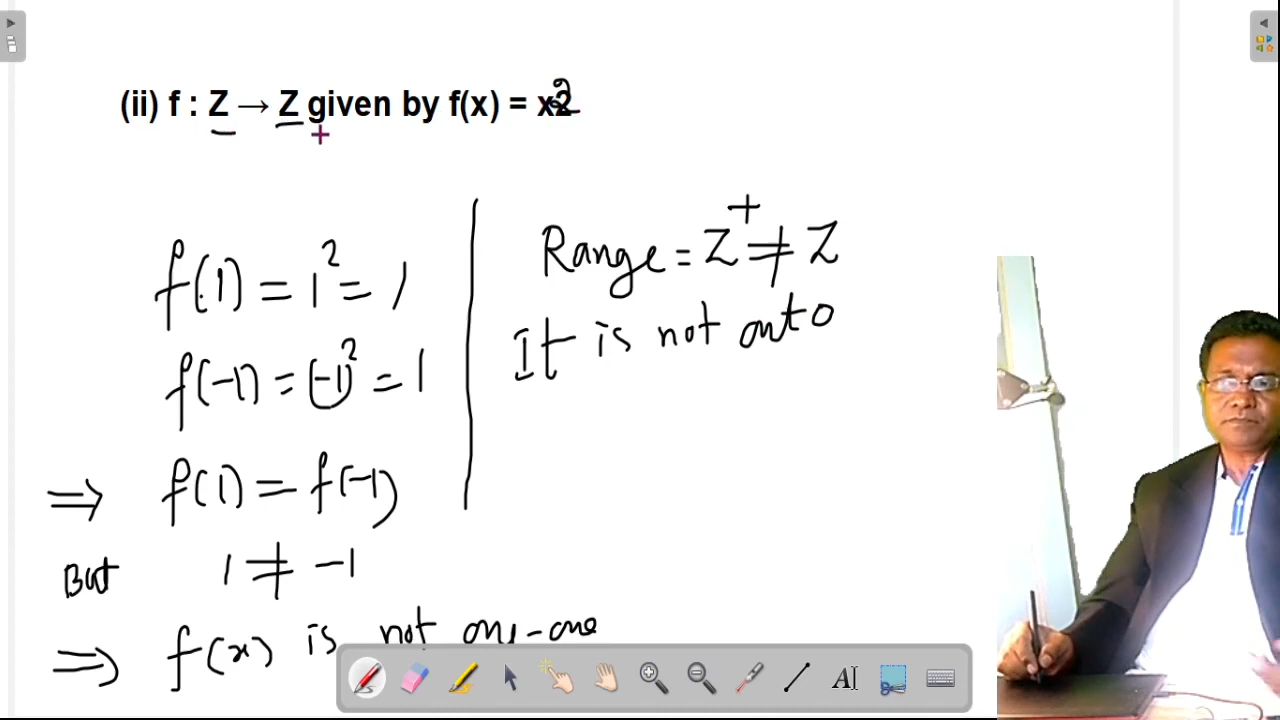 (ii) f : Z → Z given by f(x) = x2
f(1) = 1² = 1
f(-1) = (-1)² = 1
⇒ f(1) = f(-1)
But 1 ≠ -1
⇒ f(x) is not one-one
Range = Z⁺ ≠ Z
It is not onto
AI